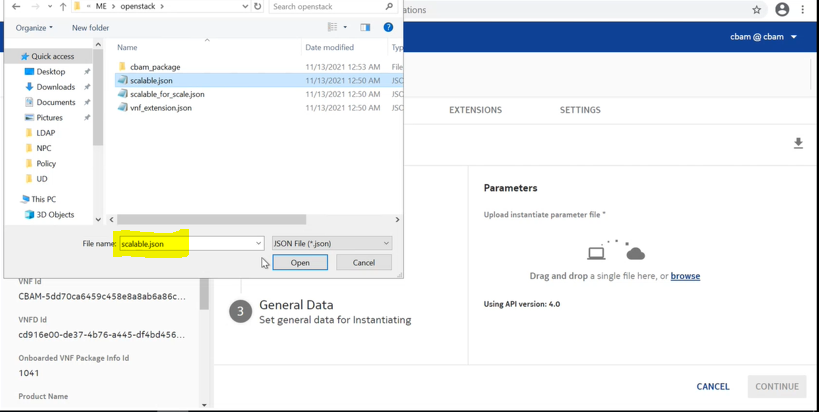 « ME > openstack >
Search openstack
ations
Organize
New folder
cbam @ cbam
Name
Date modified
Typ
Quick access
cbam_package
11/13/2021 12:53 AM
Files
Desktop
scalable.json
11/13/2021 12:50 AM
JSO
Downloads
scalable_for_scale.json
11/13/2021 12:50 AM
JSC
Documents
vnf_extension.json
11/13/2021 12:50 AM
JSC
Pictures
LDAP
NPC
Policy
UD
This PC
3D Objects
EXTENSIONS
SETTINGS
File name:
scalable.json
JSON File (*.json)
Open
Cancel
Parameters
Upload instantiate parameter file *
Drag and drop a single file here, or browse
Using API version: 4.0
VNF Id
CBAM-5dd70ca6459c458e8a8ab6a86c...
VNFD Id
cd916e00-de37-4b76-a445-df4bd456...
Onboarded VNF Package Info Id
1041
Product Name
3
General Data
Set general data for Instantiating
CANCEL
CONTINUE